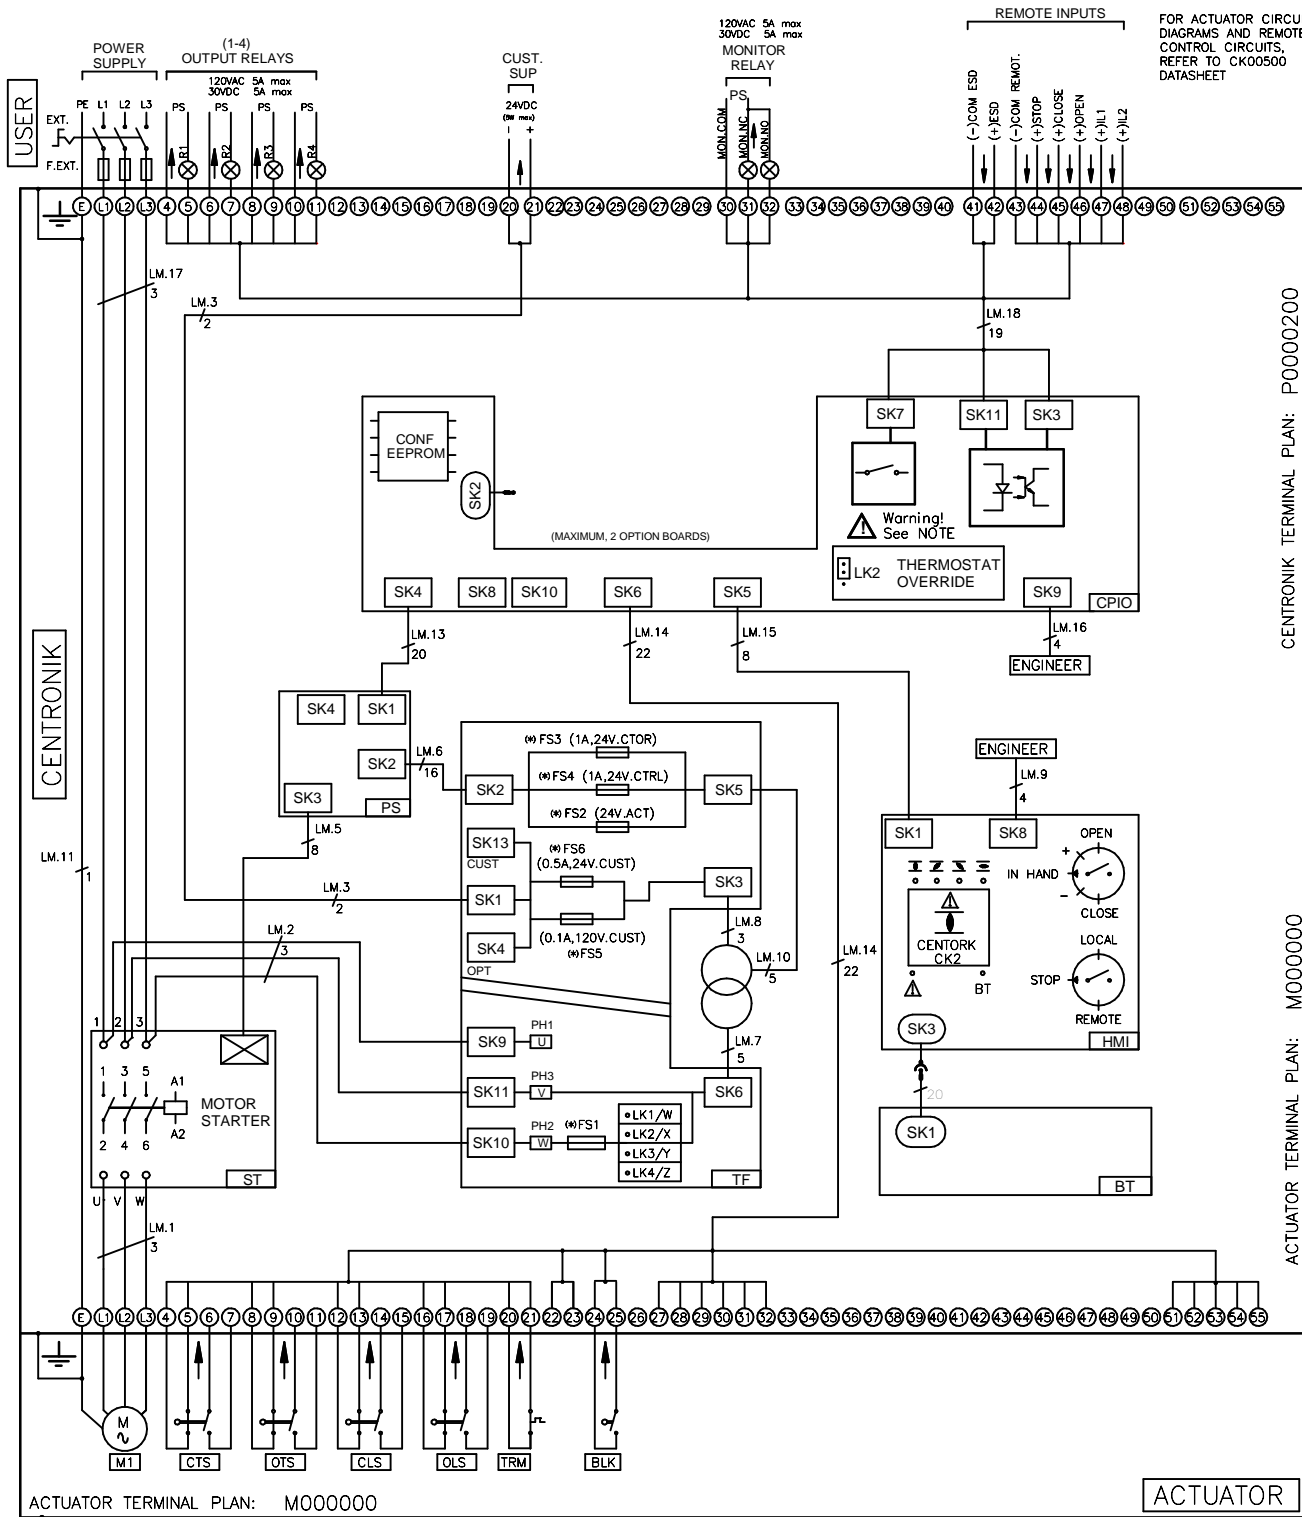 REMOTE INPUTS
FOR ACTUATOR CIRCU
DIAGRAMS AND REMOTE
CONTROL CIRCUITS,
REFER TO CK00500
DATASHEET
120VAC 5A max
30VDC 5A max
MONITOR
RELAY
POWER
SUPPLY
(1-4)
OUTPUT RELAYS
120VAC 5A max
30VDC 5A max
CUST.
SUP
24VDC
(5W max)
- +
USER
EXT.
F.EXT.
PE L1 L2 L3
PS PS PS PS
R1 R2 R3 R4
PS
MON.COM
MON.NC
MON.NO
(-)COM ESD
(+)ESD
(-)COM REMOT.
(+)STOP
(+)CLOSE
(+)OPEN
(+)IL1
(+)IL2
E L1 L2 L3 4 5 6 7 8 9 10 11 12 13 14 15 16 17 18 19 20 21 22 23 24 25 26 27 28 29 30 31 32 33 34 35 36 37 38 39 40 41 42 43 44 45 46 47 48 49 50 51 52 53 54 55
LM.17
3
LM.3
2
LM.18
19
CENTRONIK TERMINAL PLAN: P0000200
CONF
EEPROM
SK2
SK7
SK11
SK3
Warning!
See NOTE
(MAXIMUM, 2 OPTION BOARDS)
LK2
THERMOSTAT
OVERRIDE
SK4
SK8
SK10
SK6
SK5
SK9
CPIO
LM.13
20
LM.14
22
LM.15
8
LM.16
4
ENGINEER
CENTRONIK
SK4
SK1
SK2
SK3
PS
LM.6
16
LM.5
8
(*) FS3 (1A,24V.CTOR)
(*) FS4 (1A,24V.CTRL)
(*) FS2 (24V.ACT)
SK2
SK5
SK13
CUST
(*) FS6
(0.5A,24V.CUST)
SK3
SK1
SK4
OPT
(0.1A,120V.CUST)
(*)FS5
LM.8
3
LM.10
5
LM.7
5
LM.11
1
LM.3
2
LM.2
3
LM.14
22
ENGINEER
LM.9
4
SK1
SK8
OPEN
+
IN HAND
-
CLOSE
CENTORK
CK2
LOCAL
STOP
REMOTE
BT
SK3
HMI
20
SK1
BT
SK9
PH1
U
SK11
PH3
V
SK6
SK10
PH2
W
(*)FS1
LK1/W
LK2/X
LK3/Y
LK4/Z
TF
1 2 3
1 3 5
A1
A2
2 4 6
MOTOR
STARTER
ST
U V W
LM.1
3
ACTUATOR TERMINAL PLAN: M000000
E L1 L2 L3 4 5 6 7 8 9 10 11 12 13 14 15 16 17 18 19 20 21 22 23 24 25 26 27 28 29 30 31 32 33 34 35 36 37 38 39 40 41 42 43 44 45 46 47 48 49 50 51 52 53 54 55
M
M1
CTS
OTS
CLS
OLS
TRM
BLK
ACTUATOR TERMINAL PLAN: M000000
ACTUATOR